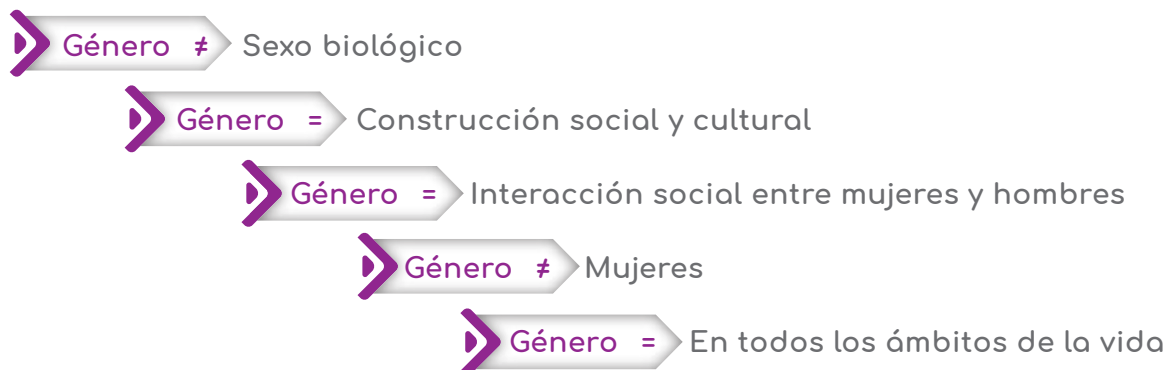 Género ≠ Sexo biológico
Género = Construcción social y cultural
Género = Interacción social entre mujeres y hombres
Género ≠ Mujeres
Género = En todos los ámbitos de la vida